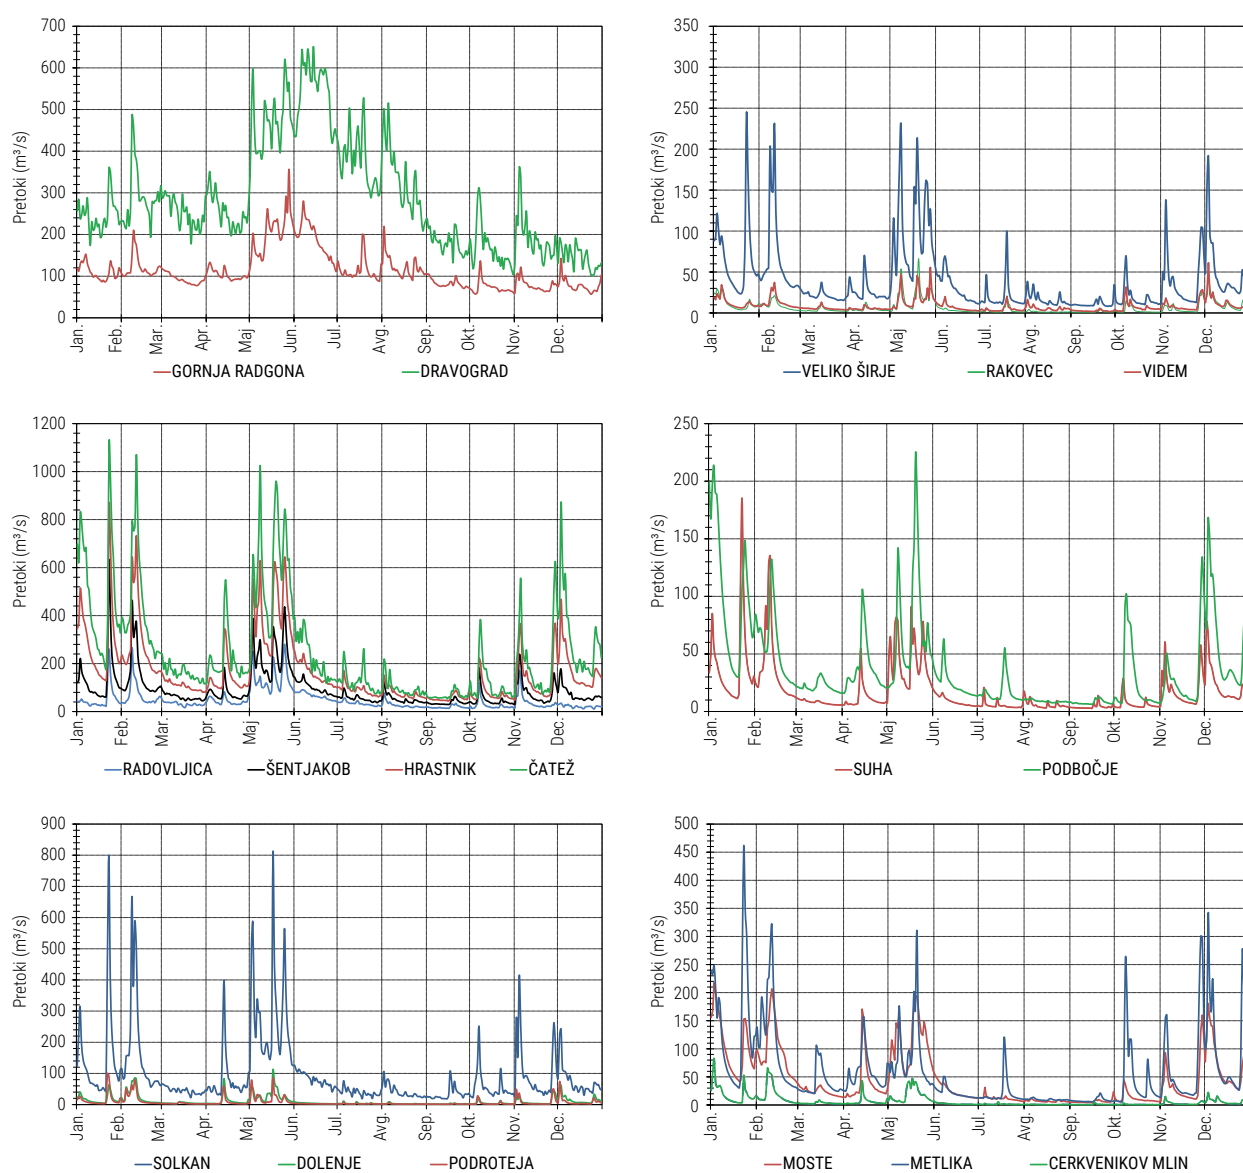 Pretoki (m³/s)
700
600
500
400
300
200
100
0
Jan. Feb. Mar. Apr. Maj Jun. Jul. Avg. Sep. Okt. Nov. Dec.
GORNJA RADGONA DRAVOGRAD
Pretoki (m³/s)
350
300
250
200
150
100
50
0
Jan. Feb. Mar. Apr. Maj Jun. Jul. Avg. Sep. Okt. Nov. Dec.
VELIKO ŠIRJE RAKOVEC VIDEM
Pretoki (m³/s)
1200
1000
800
600
400
200
0
Jan. Feb. Mar. Apr. Maj Jun. Jul. Avg. Sep. Okt. Nov. Dec.
RADOVLJICA ŠENTJAKOB HRASTNIK ČATEŽ
Pretoki (m³/s)
250
200
150
100
50
0
Jan. Feb. Mar. Apr. Maj Jun. Jul. Avg. Sep. Okt. Nov. Dec.
SUHA PODBOČJE
Pretoki (m³/s)
900
800
700
600
500
400
300
200
100
0
Jan. Feb. Mar. Apr. Maj Jun. Jul. Avg. Sep. Okt. Nov. Dec.
SOLKAN DOLENJE PODROTEJA
Pretoki (m³/s)
500
450
400
350
300
250
200
150
100
50
0
Jan. Feb. Mar. Apr. Maj Jun. Jul. Avg. Sep. Okt. Nov. Dec.
MOSTE METLIKA CERKVENIKOV MLIN